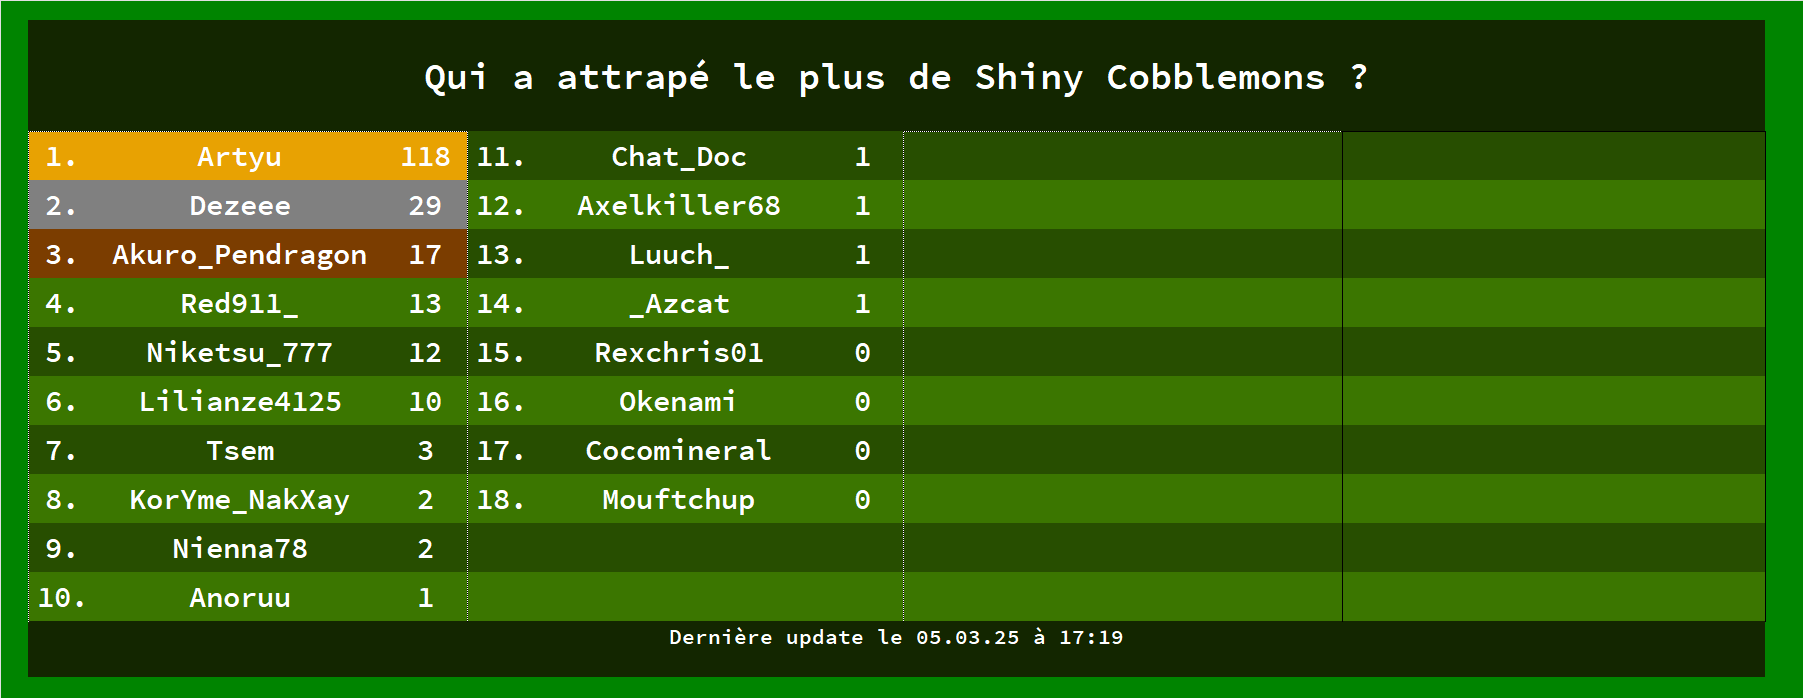 Qui a attrapé le plus de Shiny Cobblemons ?
1. Artyu 118
2. Dezeee 29
3. Akuro_Pendragon 17
4. Red911_ 13
5. Niketsu_777 12
6. Lilianze4125 10
7. Tsem 3
8. KorYme_NakXay 2
9. Nienna78 2
10. Anoruu 1
11. Chat_Doc 1
12. Axelkiller68 1
13. Luuch_ 1
14. _Azcat 1
15. Rexchris01 0
16. Okenami 0
17. Cocomineral 0
18. Mouftchup 0
Dernière update le 05.03.25 à 17:19